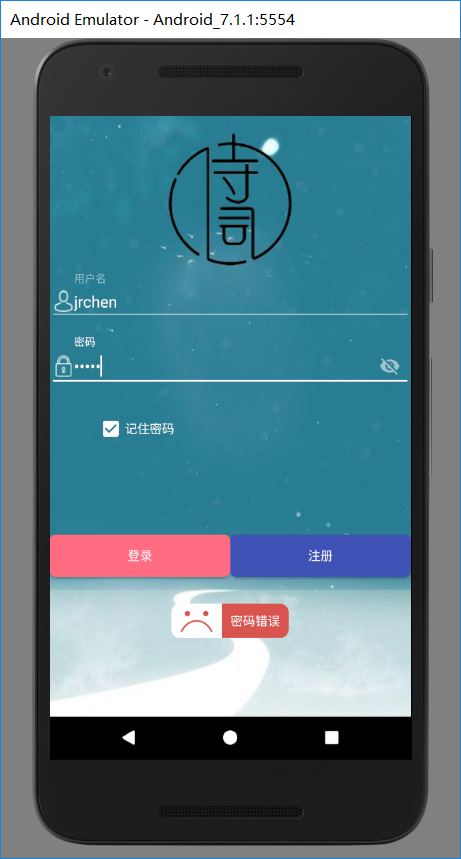 Android Emulator - Android_7.1.1:5554
诗词
用户名
jrchen
密码
•••••
记住密码
登录
注册
密码错误